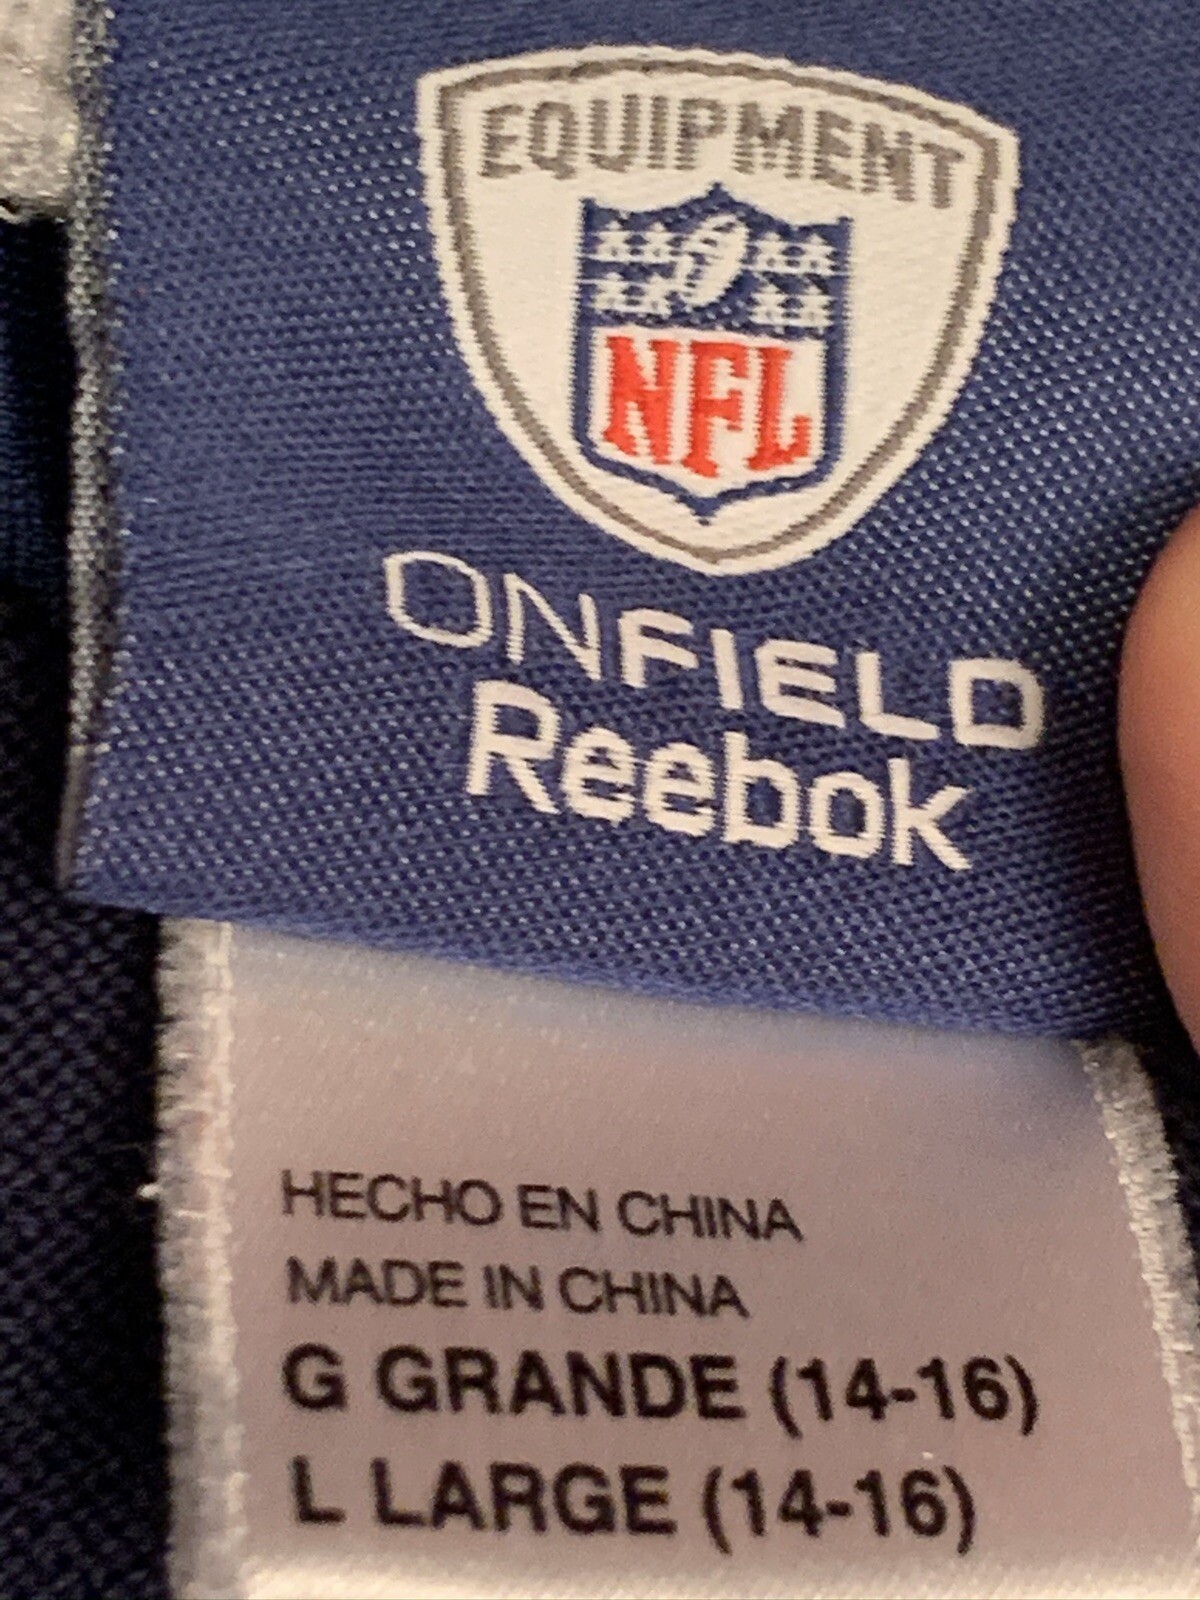 EQUIPMENT
NFL
ONFIELD
Reebok
HECHO EN CHINA
MADE IN CHINA
G GRANDE (14-16)
L LARGE (14-16)